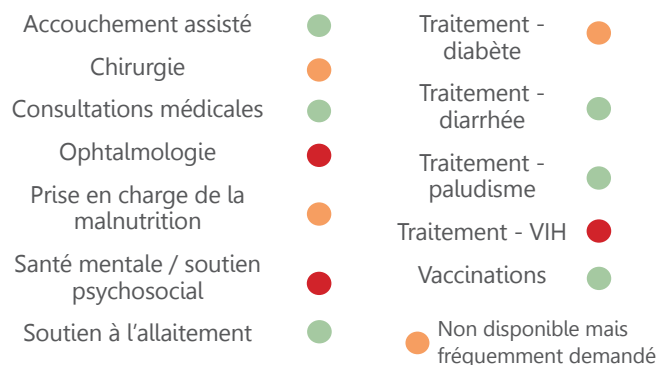 Accouchement assisté
Chirurgie
Consultations médicales
Ophtalmologie
Prise en charge de la
malnutrition
Santé mentale / soutien
psychosocial
Soutien à l'allaitement
Traitement -
diabète
Traitement -
diarrhée
Traitement -
paludisme
Traitement - VIH
Vaccinations
Non disponible mais
fréquemment demandé